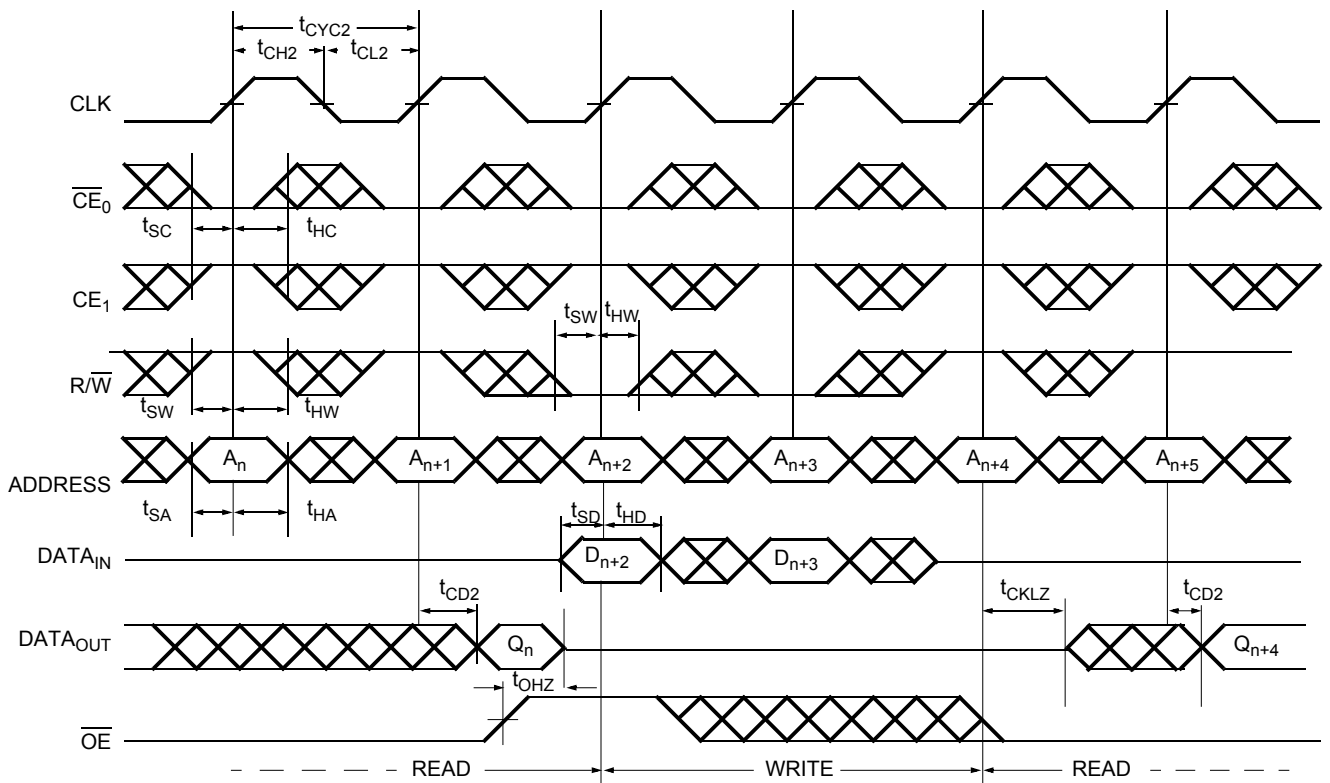 tCYC2
tCH2 tCL2
CLK
CE0
tSC tHC
CE1
tSW tHW
R/W
tSW tHW
An An+1 An+2 An+3 An+4 An+5
ADDRESS
tSA tHA
tSD tHD
DATAIN Dn+2 Dn+3
tCD2 tCKLZ tCD2
DATAOUT Qn Qn+4
tOHZ
OE
READ WRITE READ